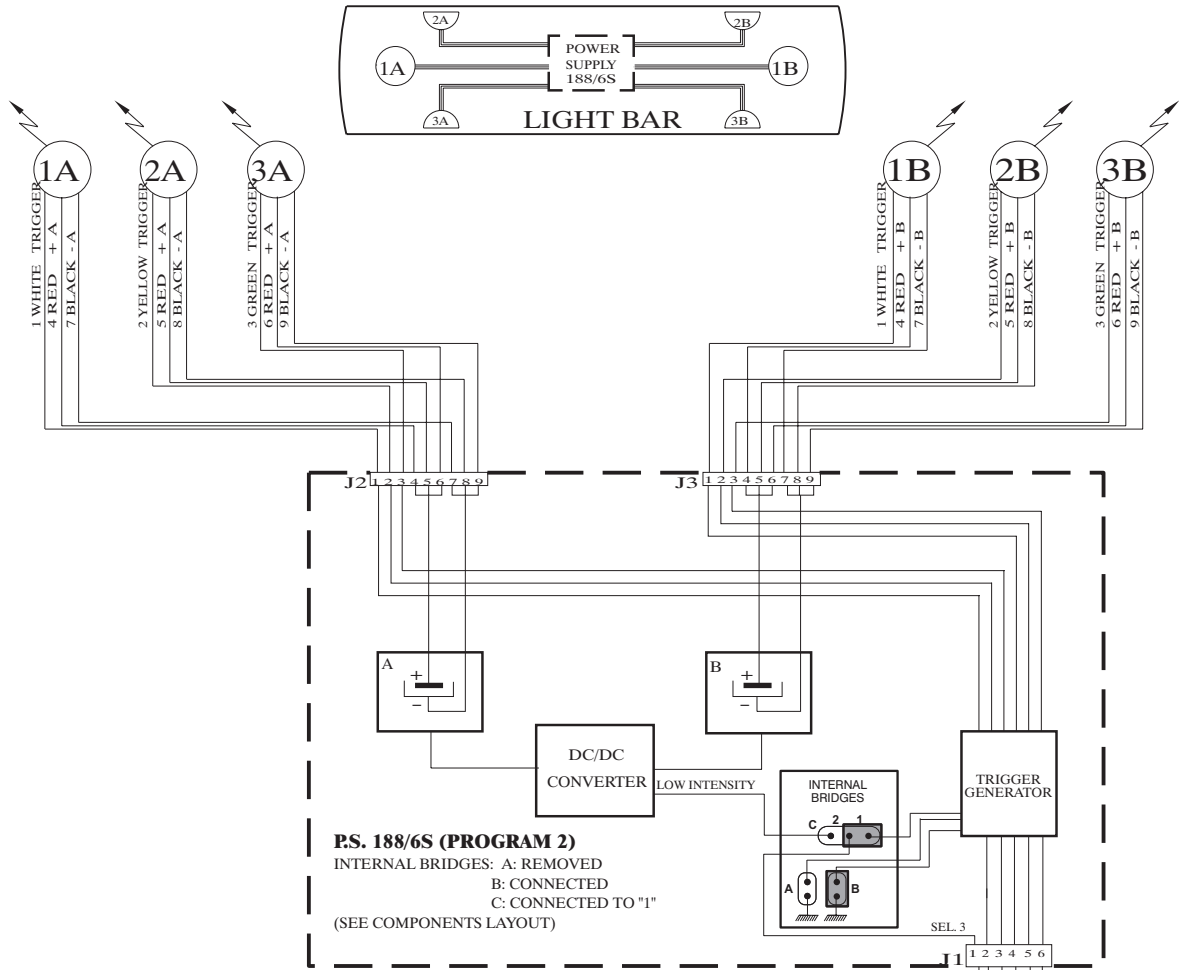 2A 2B
1A POWER SUPPLY 188/6S 1B
3A LIGHT BAR 3B
1A 2A 3A 1B 2B 3B
1 WHITE TRIGGER
4 RED + A
7 BLACK - A
2 YELLOW TRIGGER
5 RED + A
8 BLACK - A
3 GREEN TRIGGER
6 RED + A
9 BLACK - A
1 WHITE TRIGGER
4 RED + B
7 BLACK - B
2 YELLOW TRIGGER
5 RED + B
8 BLACK - B
3 GREEN TRIGGER
6 RED + B
9 BLACK - B
J2 1 2 3 4 5 6 7 8 9
J3 1 2 3 4 5 6 7 8 9
A + −
B + −
DC/DC
CONVERTER
LOW INTENSITY
INTERNAL
BRIDGES
C 2 1
A B
TRIGGER
GENERATOR
P.S. 188/6S (PROGRAM 2)
INTERNAL BRIDGES: A: REMOVED
B: CONNECTED
C: CONNECTED TO "1"
(SEE COMPONENTS LAYOUT)
SEL. 3
J1 1 2 3 4 5 6